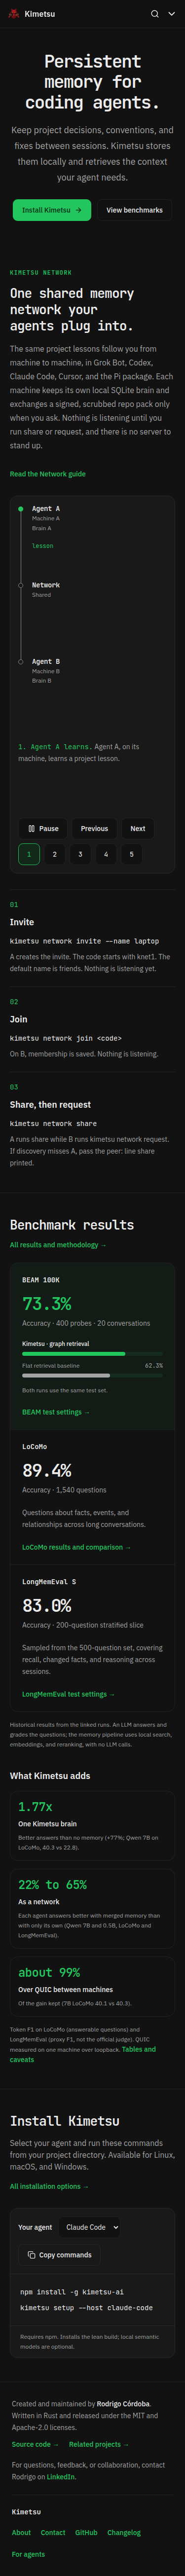 Kimetsu
Persistent
memory for
coding agents.
Keep project decisions, conventions, and
fixes between sessions. Kimetsu stores
them locally and retrieves the context
your agent needs.
Install Kimetsu →
View benchmarks
KIMETSU NETWORK
One shared memory
network your
agents plug into.
The same project lessons follow you from
machine to machine, in Grok Bot, Codex,
Claude Code, Cursor, and the Pi package. Each
machine keeps its own local SQLite brain and
exchanges a signed, scrubbed repo pack only
when you ask. Nothing is listening until you
run share or request, and there is no server to
stand up.
Read the Network guide
Agent A
Machine A
Brain A
lesson
Network
Shared
Agent B
Machine B
Brain B
1. Agent A learns. Agent A, on its
machine, learns a project lesson.
Pause
Previous
Next
1
2
3
4
5
01
Invite
kimetsu network invite --name laptop
A creates the invite. The code starts with knet1. The
default name is friends. Nothing is listening yet.
02
Join
kimetsu network join <code>
On B, membership is saved. Nothing is listening.
03
Share, then request
kimetsu network share
A runs share while B runs kimetsu network request.
If discovery misses A, pass the peer: line share
printed.
Benchmark results
All results and methodology →
BEAM 100K
73.3%
Accuracy · 400 probes · 20 conversations
Kimetsu · graph retrieval
Flat retrieval baseline
62.3%
Both runs use the same test set.
BEAM test settings →
LoCoMo
89.4%
Accuracy · 1,540 questions
Questions about facts, events, and
relationships across long conversations.
LoCoMo results and comparison →
LongMemEval S
83.0%
Accuracy · 200-question stratified slice
Sampled from the 500-question set, covering
recall, changed facts, and reasoning across
sessions.
LongMemEval test settings →
Historical results from the linked runs. An LLM answers and
grades the questions; the memory pipeline uses local search,
embeddings, and reranking, with no LLM calls.
What Kimetsu adds
1.77x
One Kimetsu brain
Better answers than no memory (+77%; Qwen 7B on
LoCoMo, 40.3 vs 22.8).
22% to 65%
As a network
Each agent answers better with merged memory than
with only its own (Qwen 7B and 0.5B, LoCoMo and
LongMemEval).
about 99%
Over QUIC between machines
Of the gain kept (7B LoCoMo 40.1 vs 40.3).
Token F1 on LoCoMo (answerable questions) and
LongMemEval (proxy F1, not the official judge). QUIC
measured on one machine over loopback. Tables and
caveats
Install Kimetsu
Select your agent and run these commands
from your project directory. Available for Linux,
macOS, and Windows.
All installation options →
Your agent
Claude Code
Copy commands
npm install -g kimetsu-ai
kimetsu setup --host claude-code
Requires npm. Installs the lean build; local semantic
models are optional.
Created and maintained by Rodrigo Córdoba.
Written in Rust and released under the MIT and
Apache-2.0 licenses.
Source code →
Related projects →
For questions, feedback, or collaboration, contact
Rodrigo on LinkedIn.
Kimetsu
About
Contact
GitHub
Changelog
For agents